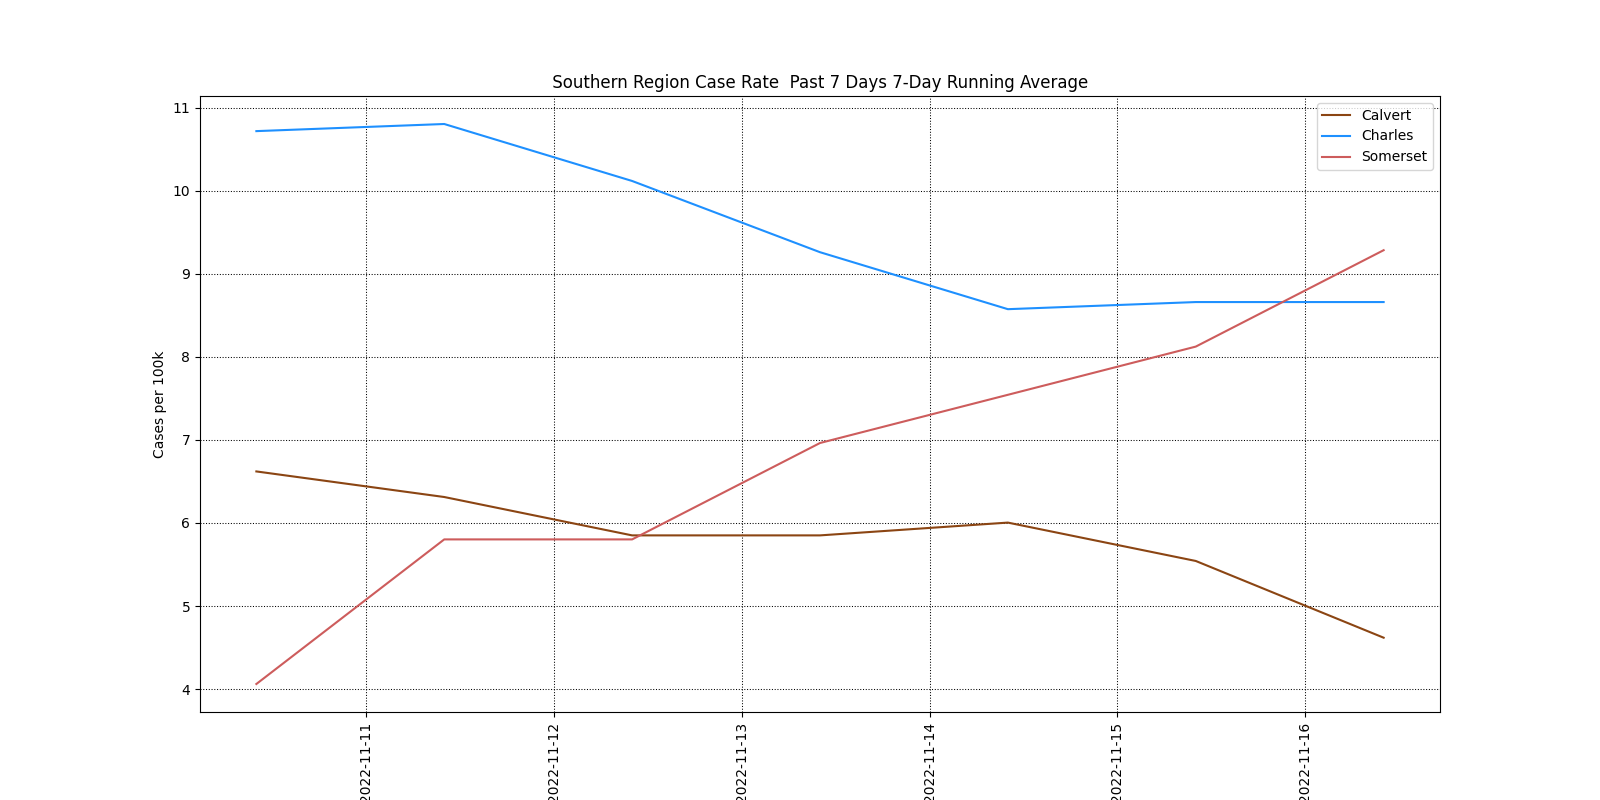 Southern Region Case Rate  Past 7 Days 7-Day Running Average
Calvert
Charles
Somerset
Cases per 100k
11
10
9
8
7
6
5
4
2022-11-11
2022-11-12
2022-11-13
2022-11-14
2022-11-15
2022-11-16